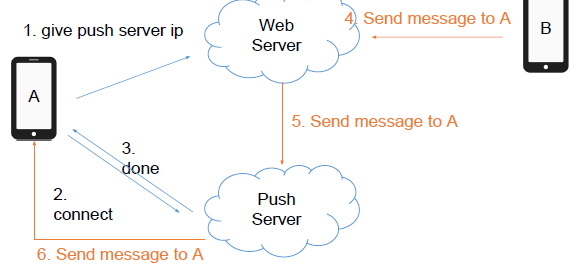 4. Send message to A
1. give push server ip
Web
Server
B
A
5. Send message to A
3.
done
2.
connect
Push
Server
6. Send message to A